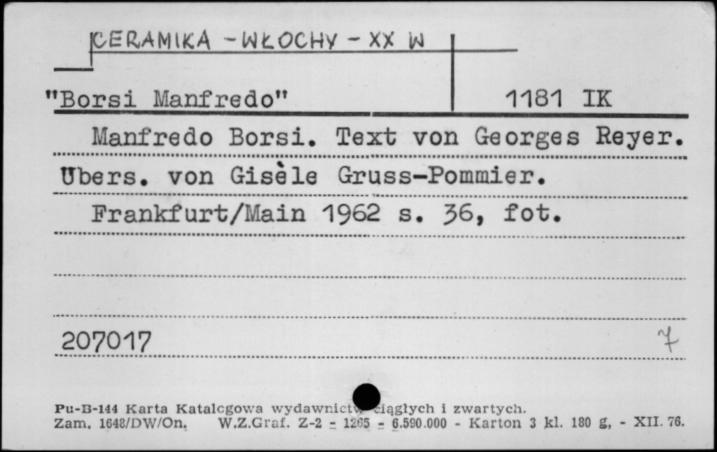 CERAMIKA - WŁOCHY - XX W
"Borsi Manfredo" 1181 IK
Manfredo Borsi. Text von Georges Reyer.
Ubers. von Gisèle Gruss-Pommier.
Frankfurt/Main 1962 s. 36, fot.
207017 7
Pu-B-144 Karta Katalogowa wydawnictw ciągłych i zwartych.
Zam. 1648/DW/On. W.Z.Graf. Z-2 - 1265 - 6.590.000 - Karton 3 kl. 180 g, - XII. 76.